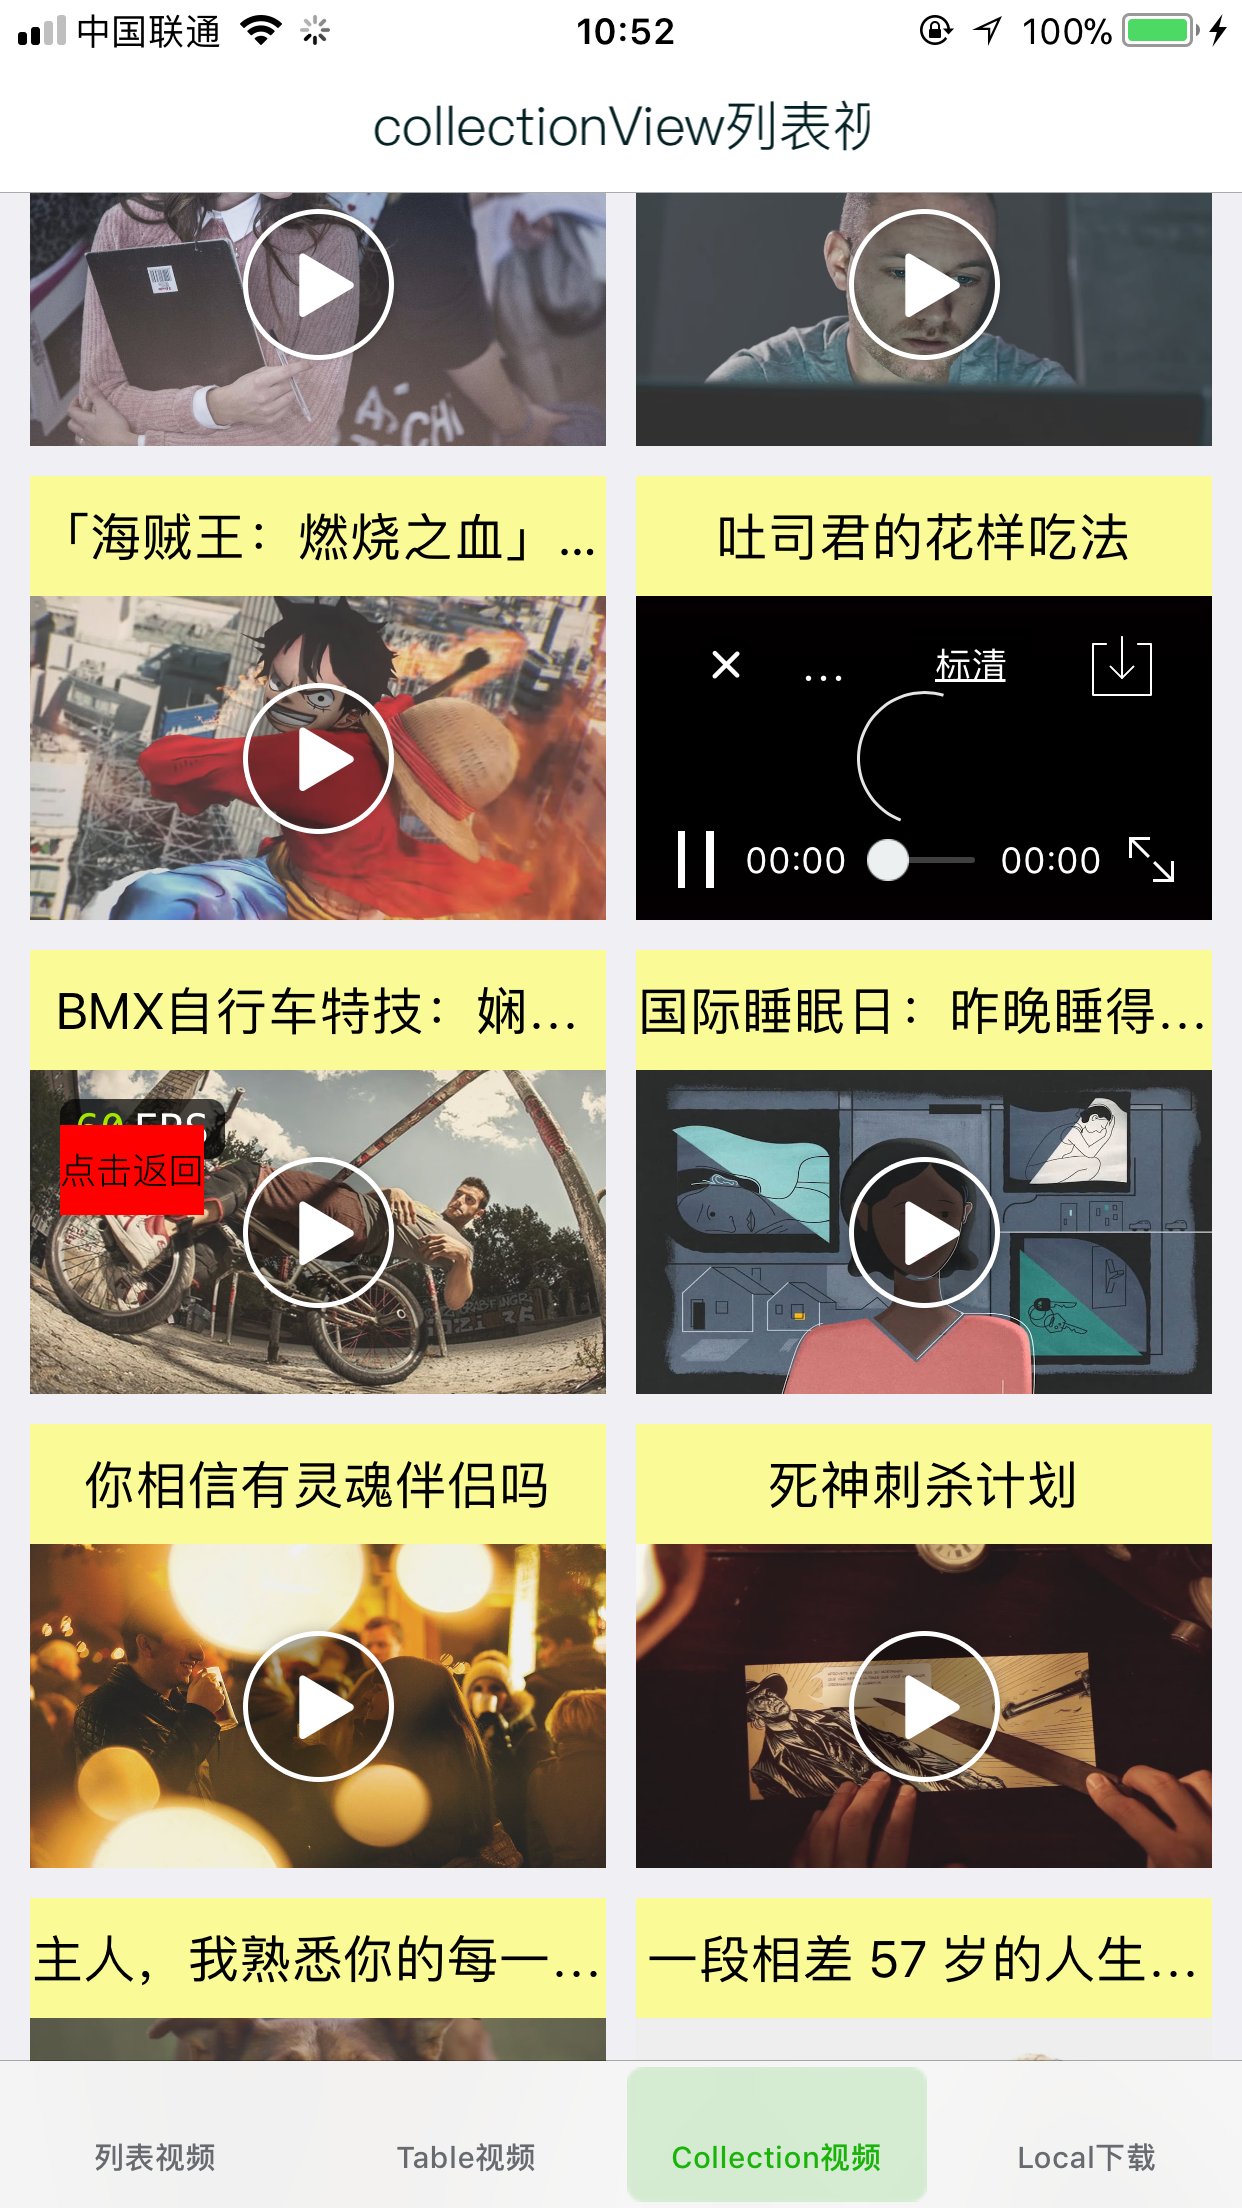 中国联通
10:52
100%
collectionView列表视
「海贼王：燃烧之血」...
吐司君的花样吃法
...
标清
00:00
00:00
BMX自行车特技：娴...
国际睡眠日：昨晚睡得...
60 FPS
点击返回
你相信有灵魂伴侣吗
死神刺杀计划
主人，我熟悉你的每一...
一段相差 57 岁的人生...
列表视频
Table视频
Collection视频
Local下载